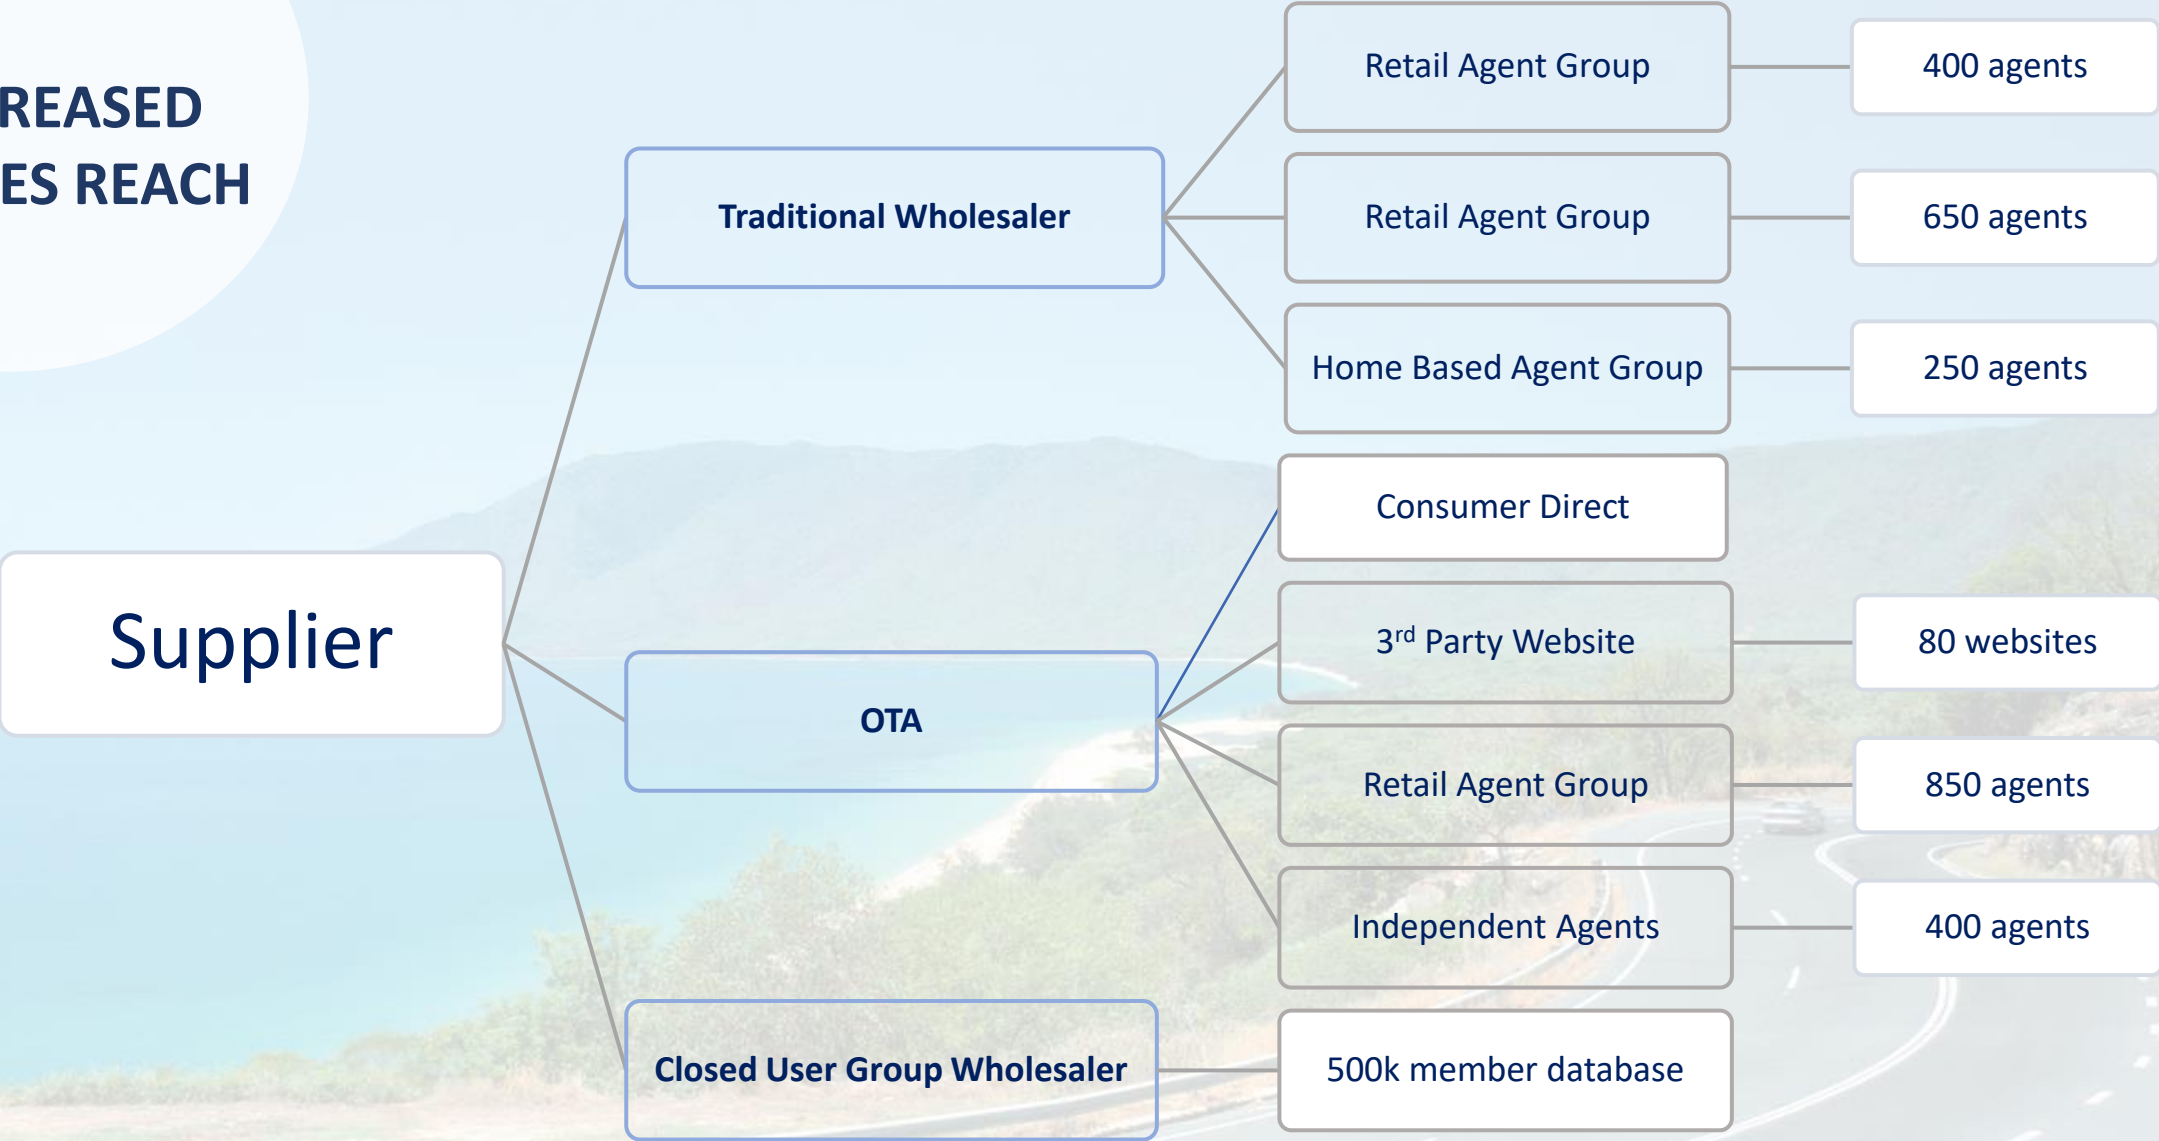 REASED
ES REACH
Supplier
Traditional Wholesaler
Retail Agent Group
400 agents
Retail Agent Group
650 agents
Home Based Agent Group
250 agents
OTA
Consumer Direct
3rd Party Website
80 websites
Retail Agent Group
850 agents
Independent Agents
400 agents
Closed User Group Wholesaler
500k member database